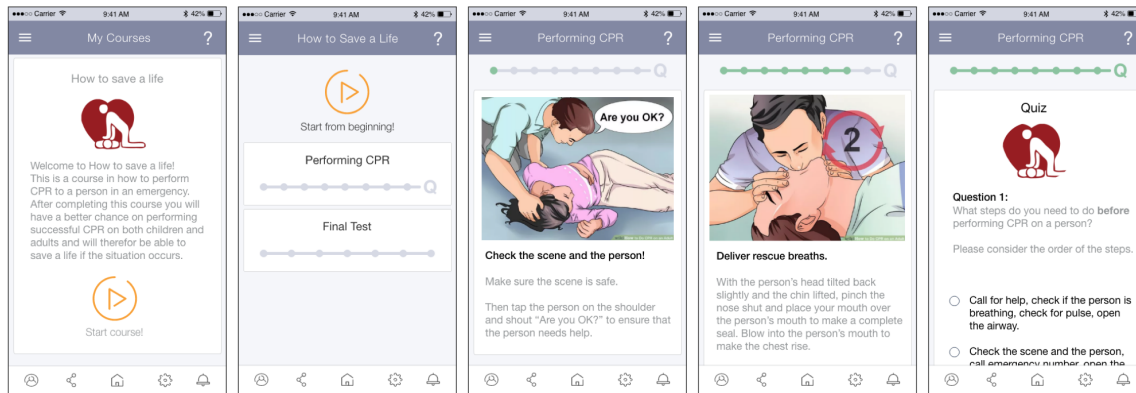 Carrier
9:41 AM
42%
My Courses
?
How to save a life
Welcome to How to save a life!
This is a course in how to perform
CPR to a person in an emergency.
After completing this course you will
have a better chance on performing
successful CPR on both children and
adults and will therefor be able to
save a life if the situation occurs.
Start course!
Carrier
9:41 AM
42%
How to Save a Life
?
Start from beginning!
Performing CPR
Q
Final Test
Carrier
9:41 AM
42%
Performing CPR
?
Q
Are you OK?
Check the scene and the person!
Make sure the scene is safe.
Then tap the person on the shoulder
and shout “Are you OK?” to ensure that
the person needs help.
Carrier
9:41 AM
42%
Performing CPR
?
Q
2
Deliver rescue breaths.
With the person's head tilted back
slightly and the chin lifted, pinch the
nose shut and place your mouth over
the person's mouth to make a complete
seal. Blow into the person's mouth to
make the chest rise.
Carrier
9:41 AM
42%
Performing CPR
?
Q
Quiz
Question 1:
What steps do you need to do before
performing CPR on a person?
Please consider the order of the steps.
Call for help, check if the person is
breathing, check for pulse, open
the airway.
Check the scene and the person,
call emergency number, open the